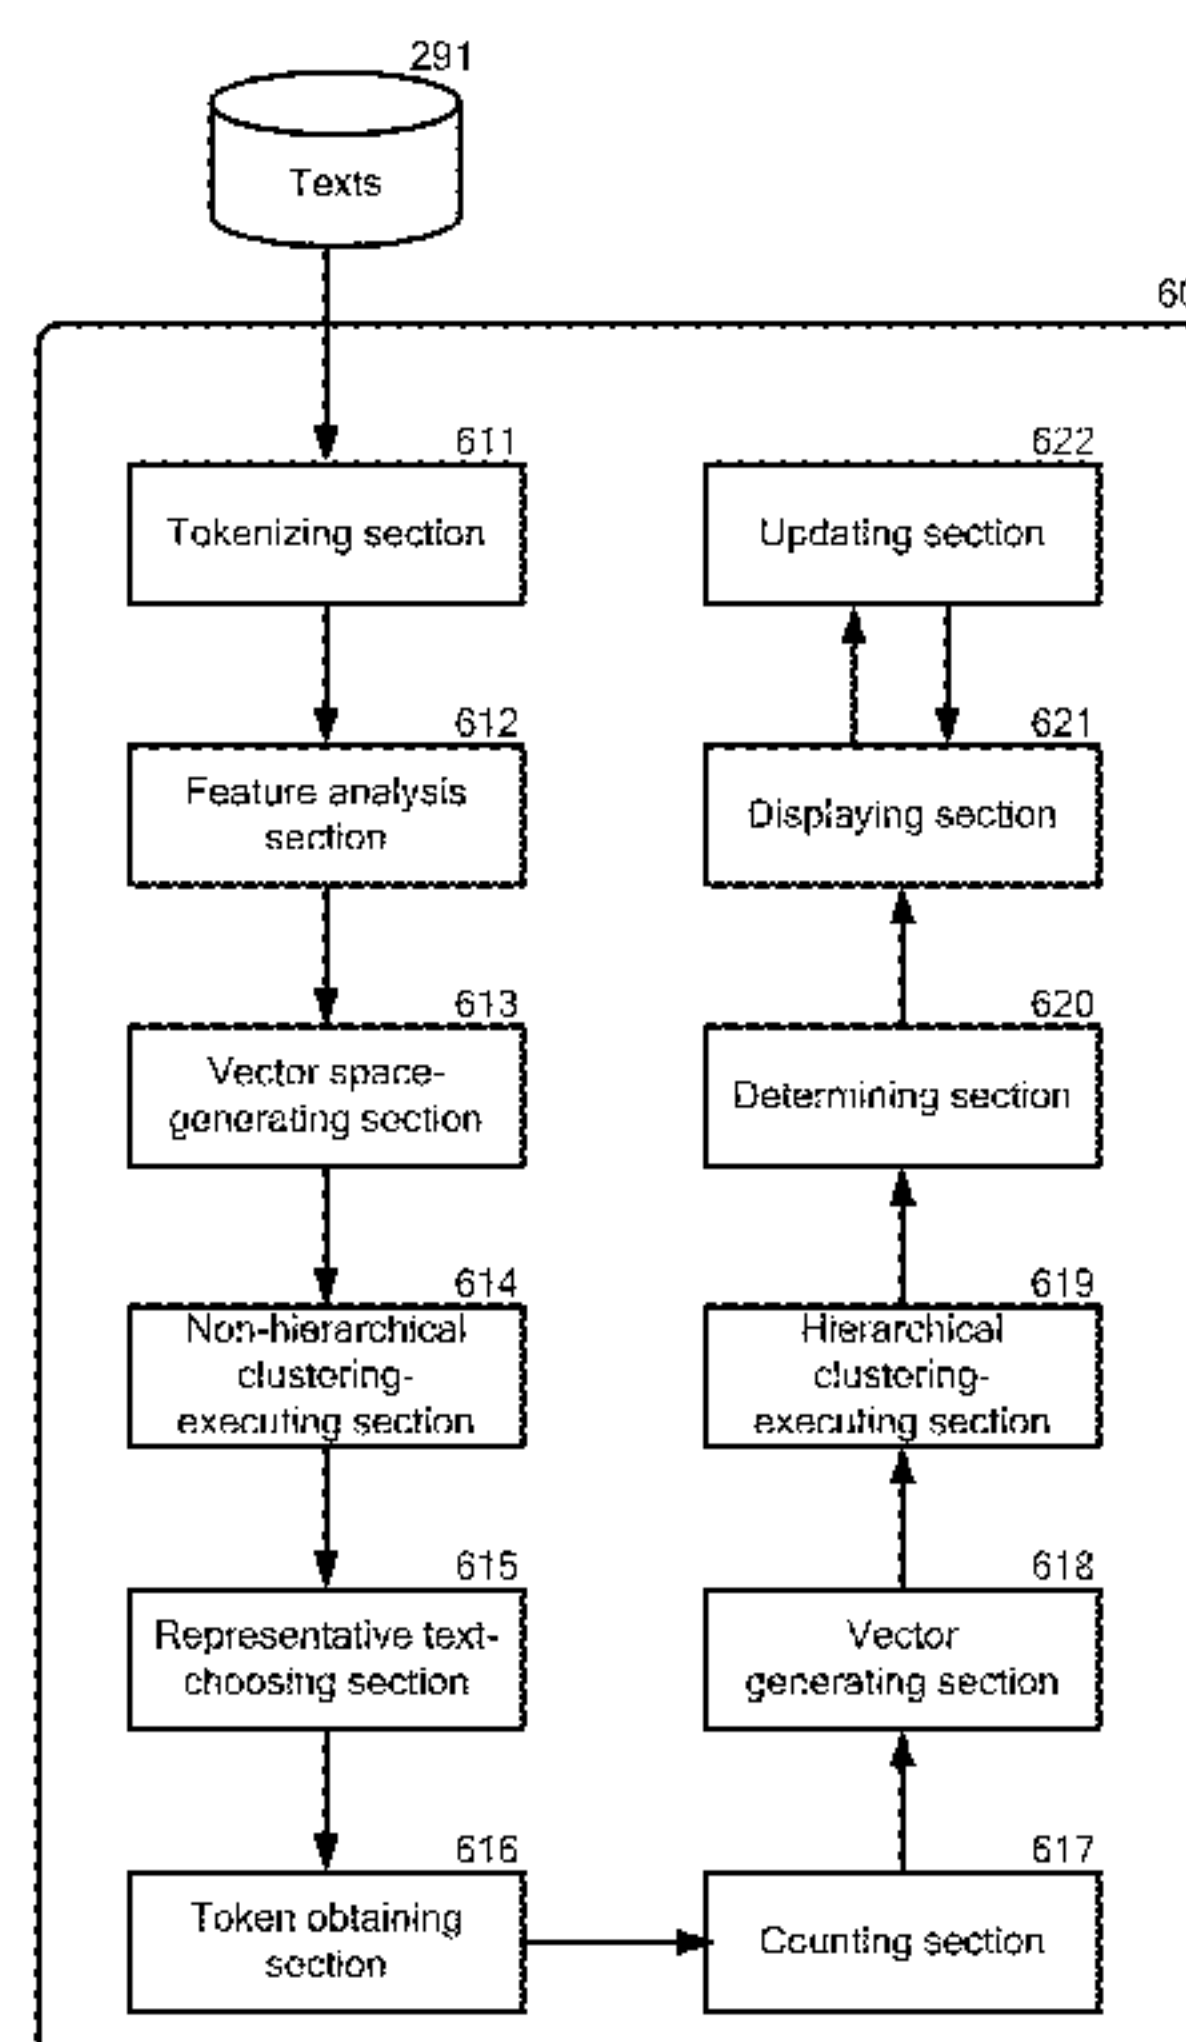 291
Texts
60
611
Tokenizing section
612
Feature analysis
section
613
Vector space-
generating section
614
Non-hierarchical
clustering-
executing section
615
Representative text-
choosing section
616
Token obtaining
section
622
Updating section
621
Displaying section
620
Determining section
619
Hierarchical
clustering-
executing section
618
Vector
generating section
617
Counting section